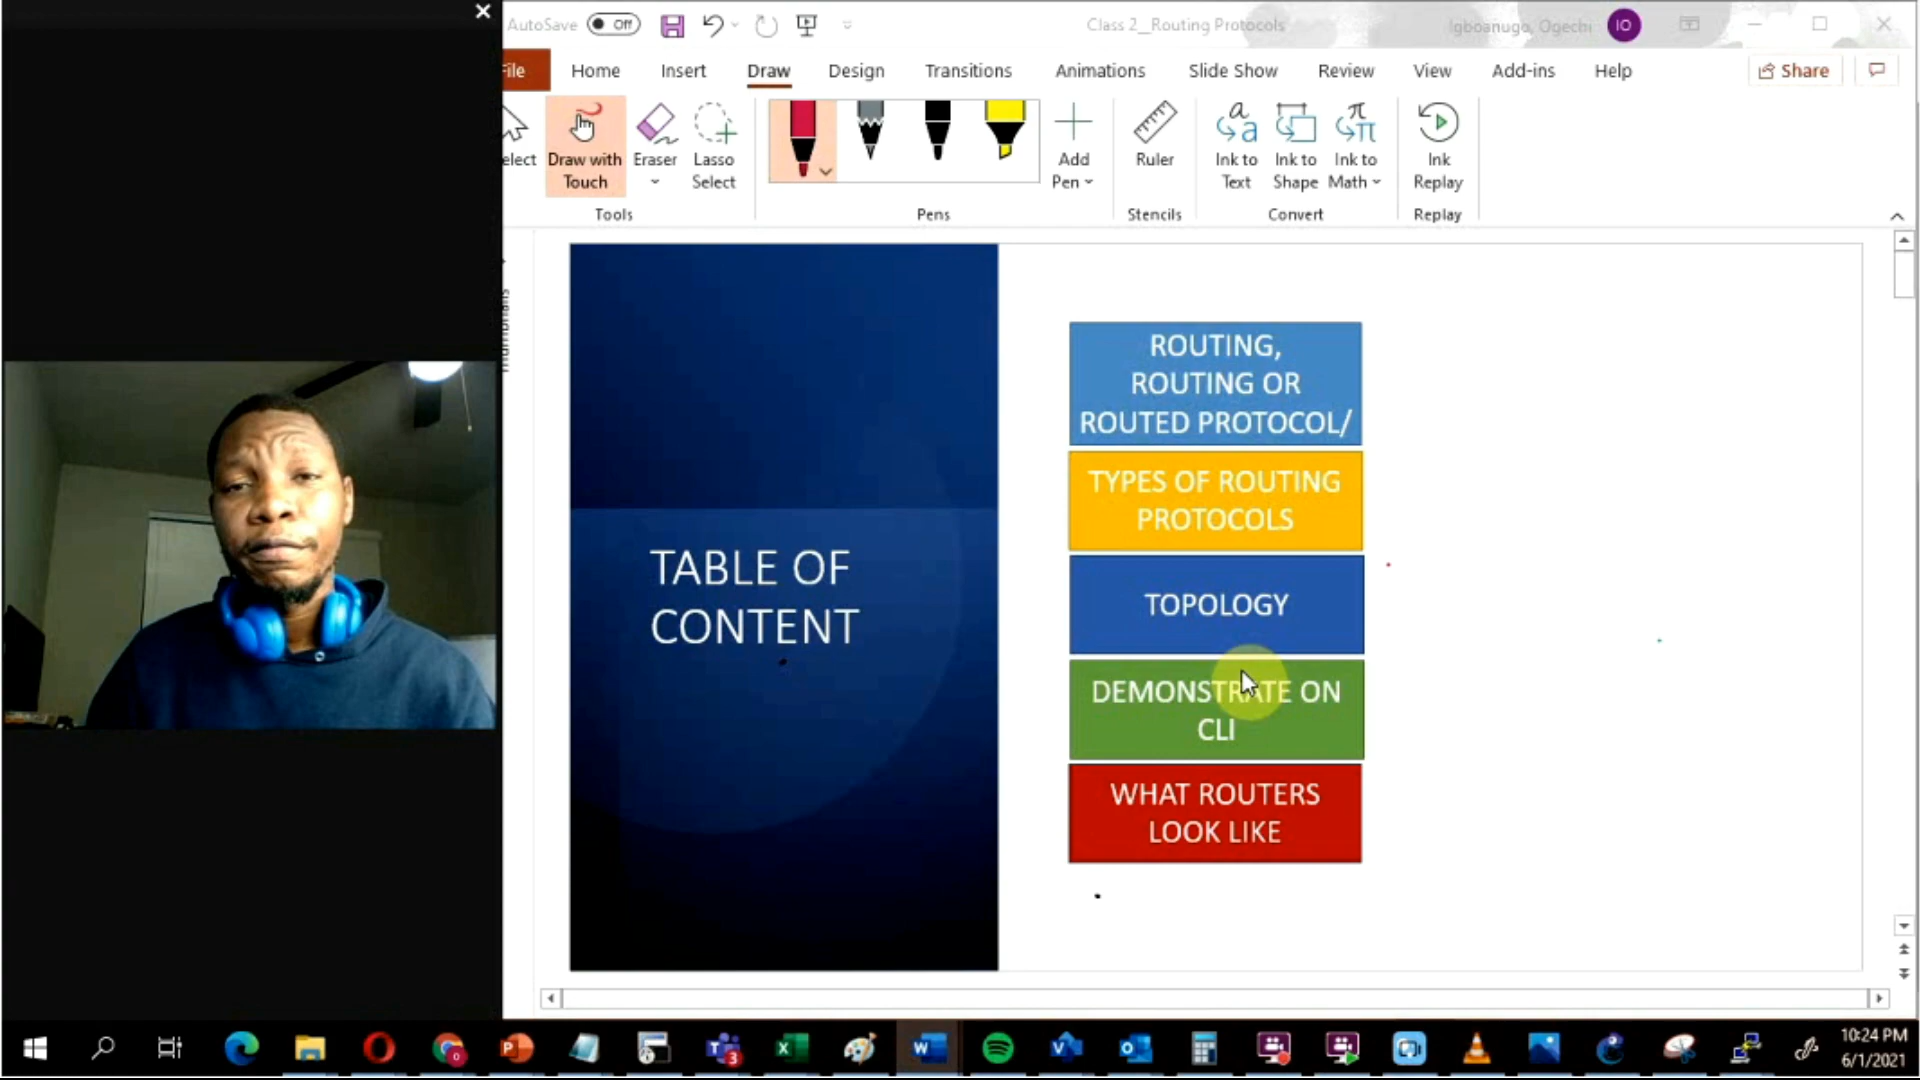 AutoSave Off
Class 2_Routing Protocols
Igboanugo, Ogechi
IO
File Home Insert Draw Design Transitions Animations Slide Show Review View Add-ins Help
Share
elect
Draw with
Touch
Eraser
Lasso
Select
Add
Pen
Ruler
Ink to
Text
Ink to
Shape
Ink to
Math
Ink
Replay
Tools Pens Stencils Convert Replay
TABLE OF
CONTENT
ROUTING,
ROUTING OR
ROUTED PROTOCOL/
TYPES OF ROUTING
PROTOCOLS
TOPOLOGY
DEMONSTRATE ON
CLI
WHAT ROUTERS
LOOK LIKE
10:24 PM
6/1/2021